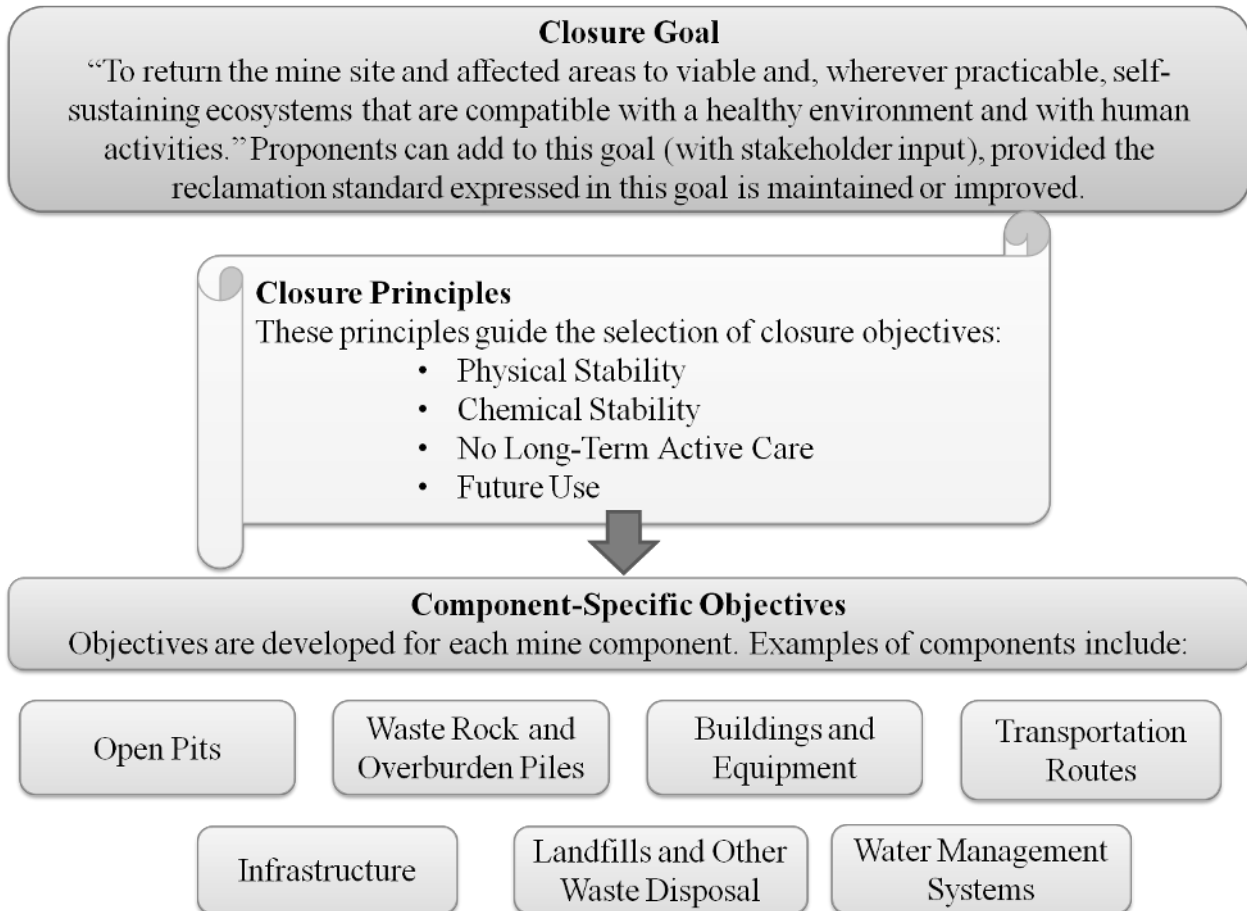 Closure Goal
“To return the mine site and affected areas to viable and, wherever practicable, self-
sustaining ecosystems that are compatible with a healthy environment and with human
activities.” Proponents can add to this goal (with stakeholder input), provided the
reclamation standard expressed in this goal is maintained or improved.
Closure Principles
These principles guide the selection of closure objectives:
• Physical Stability
• Chemical Stability
• No Long-Term Active Care
• Future Use
Component-Specific Objectives
Objectives are developed for each mine component. Examples of components include:
Open Pits
Waste Rock and
Overburden Piles
Buildings and
Equipment
Transportation
Routes
Infrastructure
Landfills and Other
Waste Disposal
Water Management
Systems